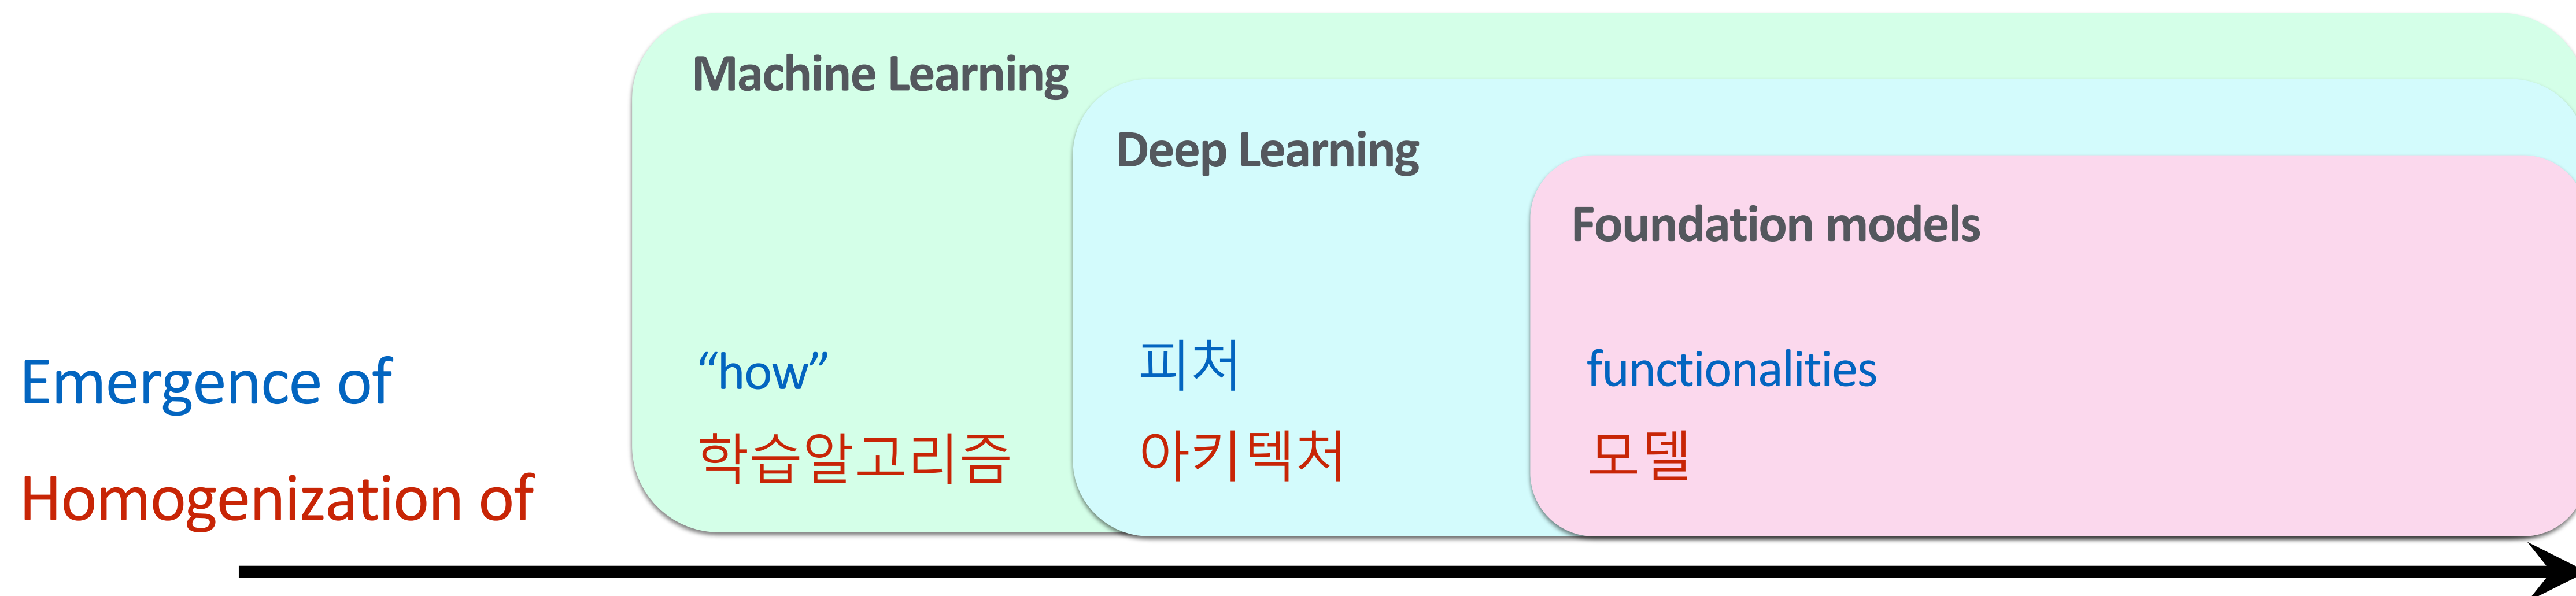 Machine Learning
Deep Learning
Foundation models
Emergence of
“how”
피처
functionalities
Homogenization of
학습알고리즘
아키텍처
모델